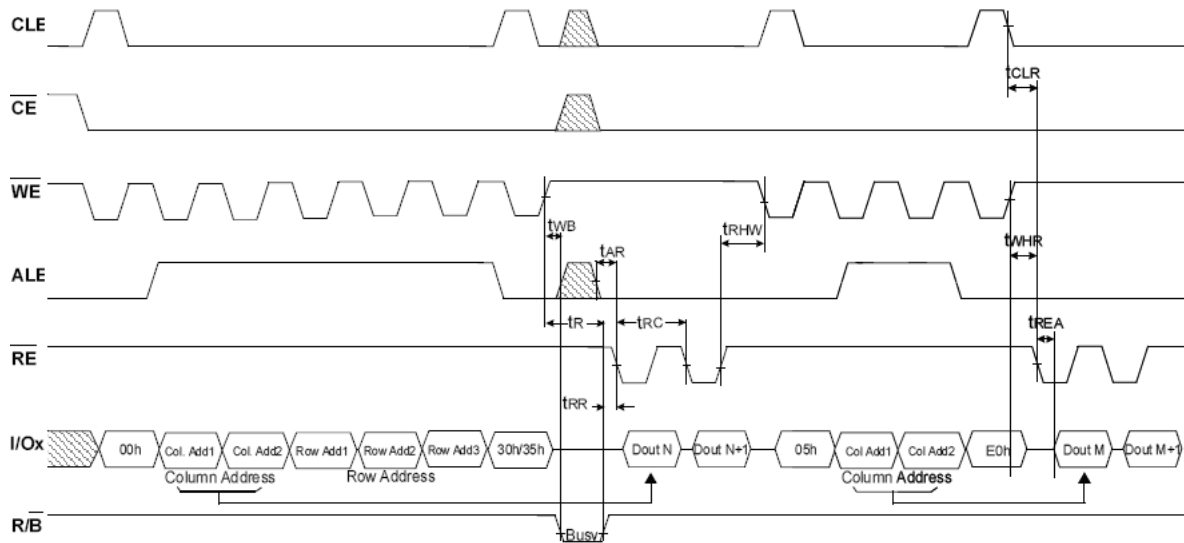 CLE
tCLR
CE
WE
tWB
tRHW
tWHR
tAR
ALE
tR
tRC
tREA
RE
tRR
I/Ox
00h Col. Add1 Col. Add2 Row Add1 Row Add2 Row Add3 30h/35h Dout N Dout N+1 05h Col Add1 Col Add2 E0h Dout M Dout M+1
Column Address Row Address Column Address
R/B
Busy